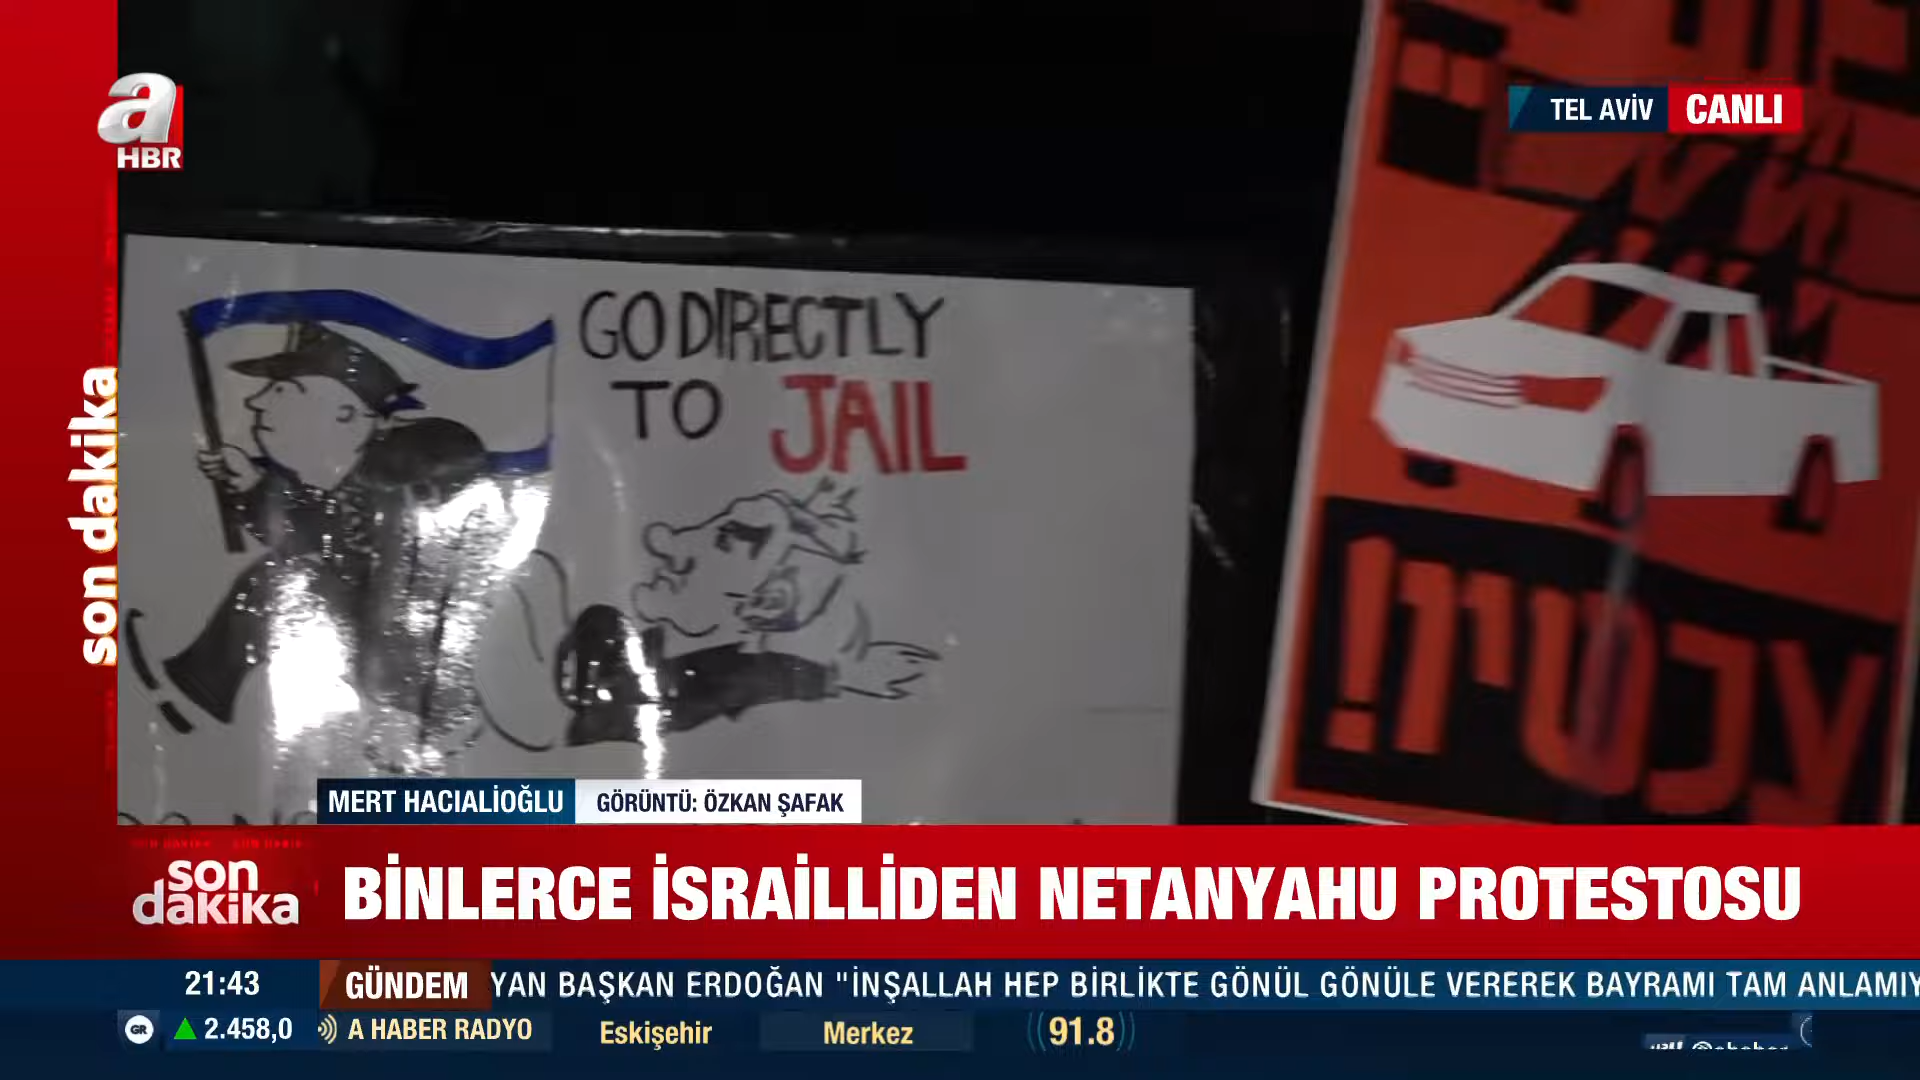 a
HBR
TEL AVİV
CANLI
son dakika
GO DIRECTLY
TO JAIL
עכשיו!
MERT HACIALİOĞLU
GÖRÜNTÜ: ÖZKAN ŞAFAK
son
dakika
BİNLERCE İSRAİLLİDEN NETANYAHU PROTESTOSU
21:43
GÜNDEM
YAN BAŞKAN ERDOĞAN "İNŞALLAH HEP BİRLİKTE GÖNÜL GÖNÜLE VEREREK BAYRAMI TAM ANLAMIY
GR
2.458,0
A HABER RADYO
Eskişehir
Merkez
91.8